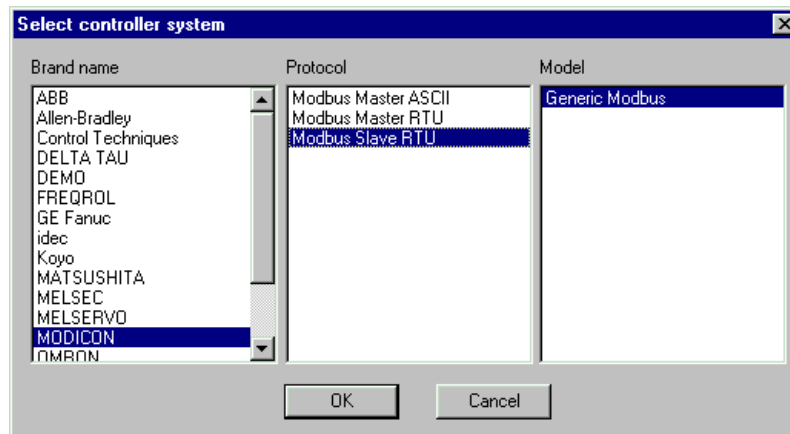 Select controller system
Brand name
Protocol
Model
ABB
Allen-Bradley
Control Techniques
DELTA TAU
DEMO
FREQROL
GE Fanuc
idec
Koyo
MATSUSHITA
MELSEC
MELSERVO
MODICON
OMRON
Modbus Master ASCII
Modbus Master RTU
Modbus Slave RTU
Generic Modbus
OK
Cancel